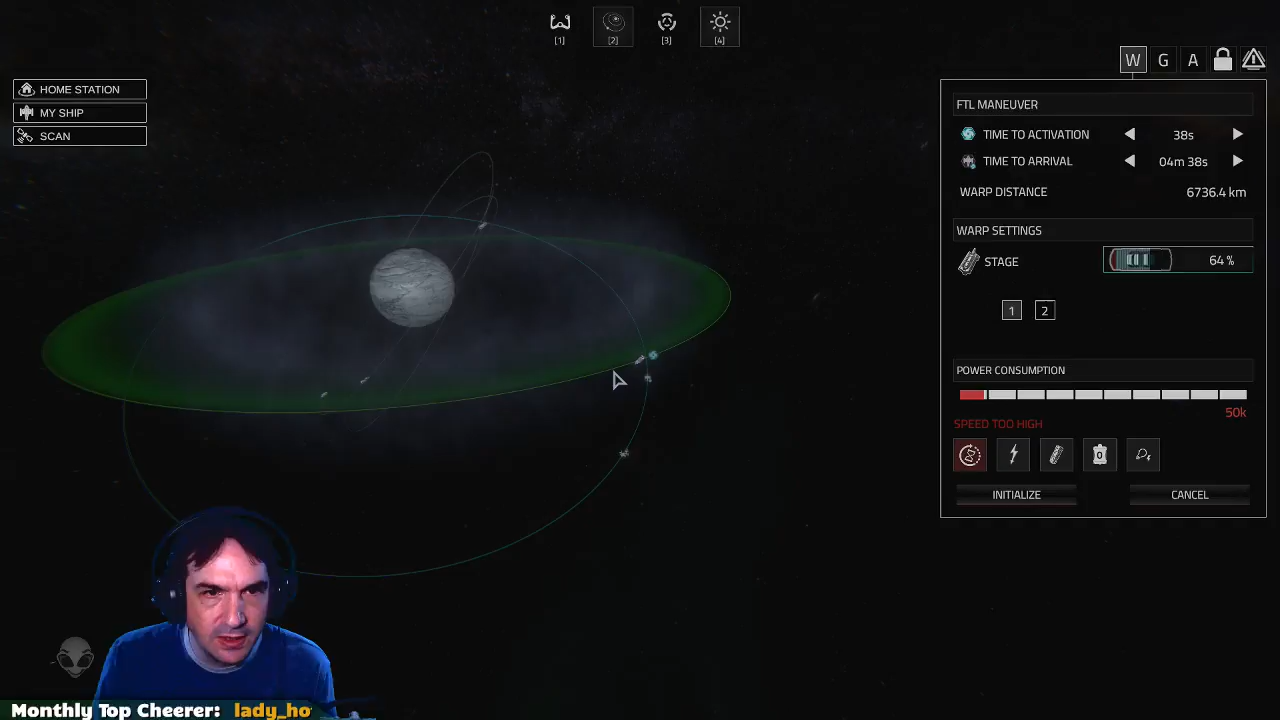 [1] [2] [3] [4]
W G A
HOME STATION
MY SHIP
SCAN
FTL MANEUVER
TIME TO ACTIVATION 38s
TIME TO ARRIVAL 04m 38s
WARP DISTANCE 6736.4 km
WARP SETTINGS
STAGE 64 %
1 2
POWER CONSUMPTION
50k
SPEED TOO HIGH
0
INITIALIZE CANCEL
Monthly Top Cheerer: lady_ho